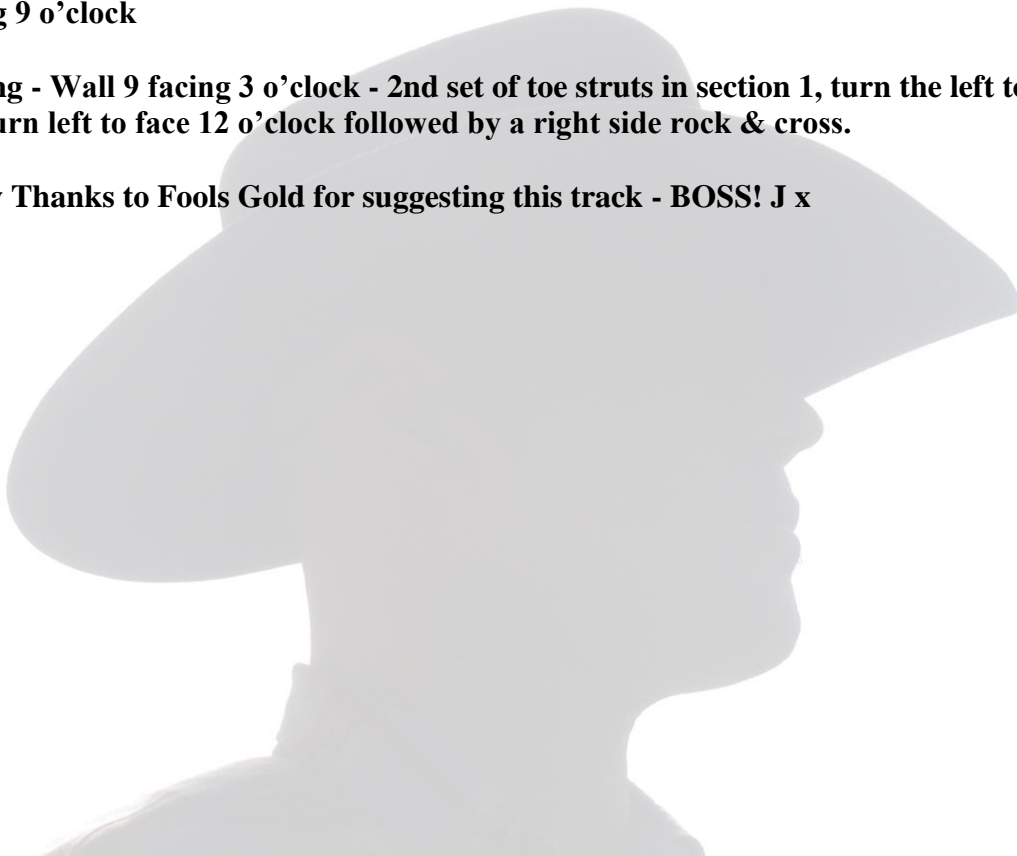 g 9 o’clock
ng - Wall 9 facing 3 o’clock - 2nd set of toe struts in section 1, turn the left to
urn left to face 12 o’clock followed by a right side rock & cross.
y Thanks to Fools Gold for suggesting this track - BOSS! J x